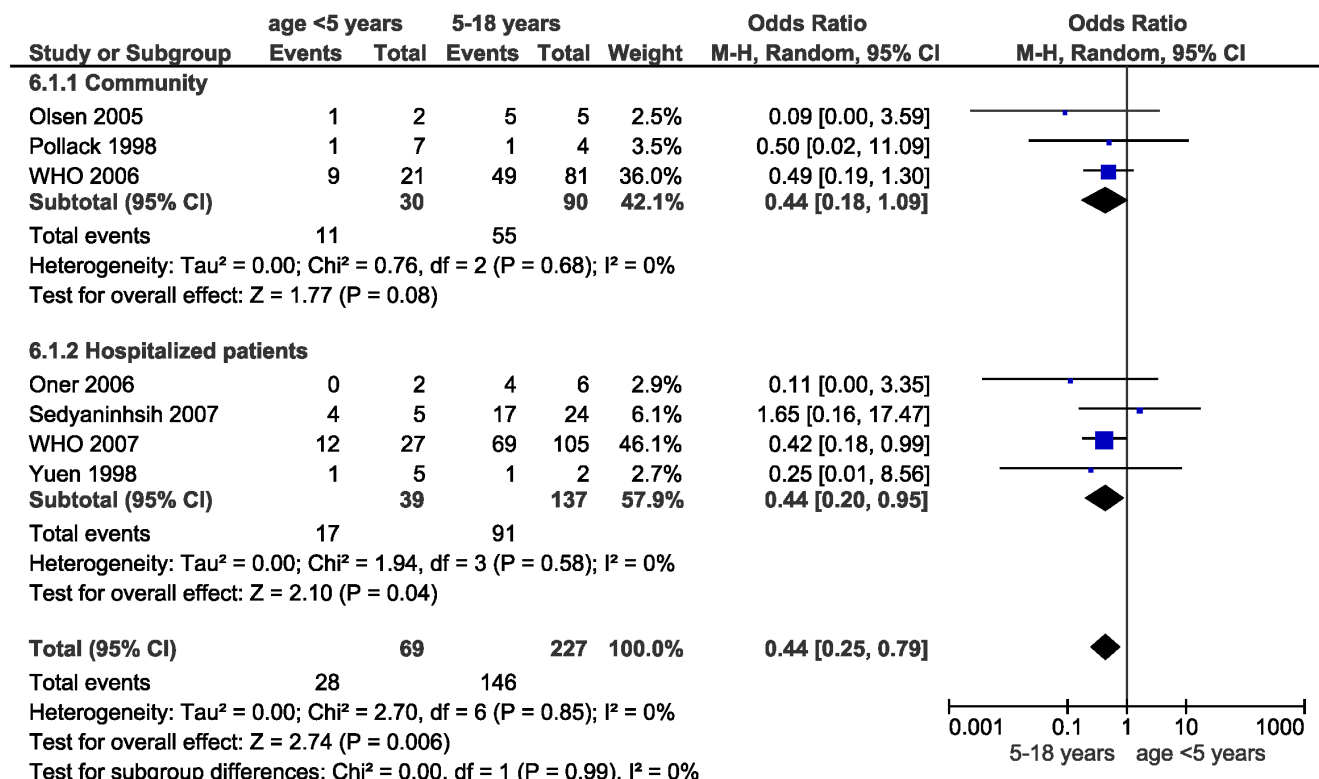 age <5 years 5-18 years Odds Ratio Odds Ratio
Study or Subgroup Events Total Events Total Weight M-H, Random, 95% CI M-H, Random, 95% CI
6.1.1 Community
Olsen 2005 1 2 5 5 2.5% 0.09 [0.00, 3.59]
Pollack 1998 1 7 1 4 3.5% 0.50 [0.02, 11.09]
WHO 2006 9 21 49 81 36.0% 0.49 [0.19, 1.30]
Subtotal (95% CI) 30 90 42.1% 0.44 [0.18, 1.09]
Total events 11 55
Heterogeneity: Tau² = 0.00; Chi² = 0.76, df = 2 (P = 0.68); I² = 0%
Test for overall effect: Z = 1.77 (P = 0.08)
6.1.2 Hospitalized patients
Oner 2006 0 2 4 6 2.9% 0.11 [0.00, 3.35]
Sedyaninhsih 2007 4 5 17 24 6.1% 1.65 [0.16, 17.47]
WHO 2007 12 27 69 105 46.1% 0.42 [0.18, 0.99]
Yuen 1998 1 5 1 2 2.7% 0.25 [0.01, 8.56]
Subtotal (95% CI) 39 137 57.9% 0.44 [0.20, 0.95]
Total events 17 91
Heterogeneity: Tau² = 0.00; Chi² = 1.94, df = 3 (P = 0.58); I² = 0%
Test for overall effect: Z = 2.10 (P = 0.04)
Total (95% CI) 69 227 100.0% 0.44 [0.25, 0.79]
Total events 28 146
Heterogeneity: Tau² = 0.00; Chi² = 2.70, df = 6 (P = 0.85); I² = 0%
Test for overall effect: Z = 2.74 (P = 0.006)
Test for subgroup differences: Chi² = 0.00, df = 1 (P = 0.99), I² = 0%
0.001 0.1 1 10 1000
5-18 years age <5 years